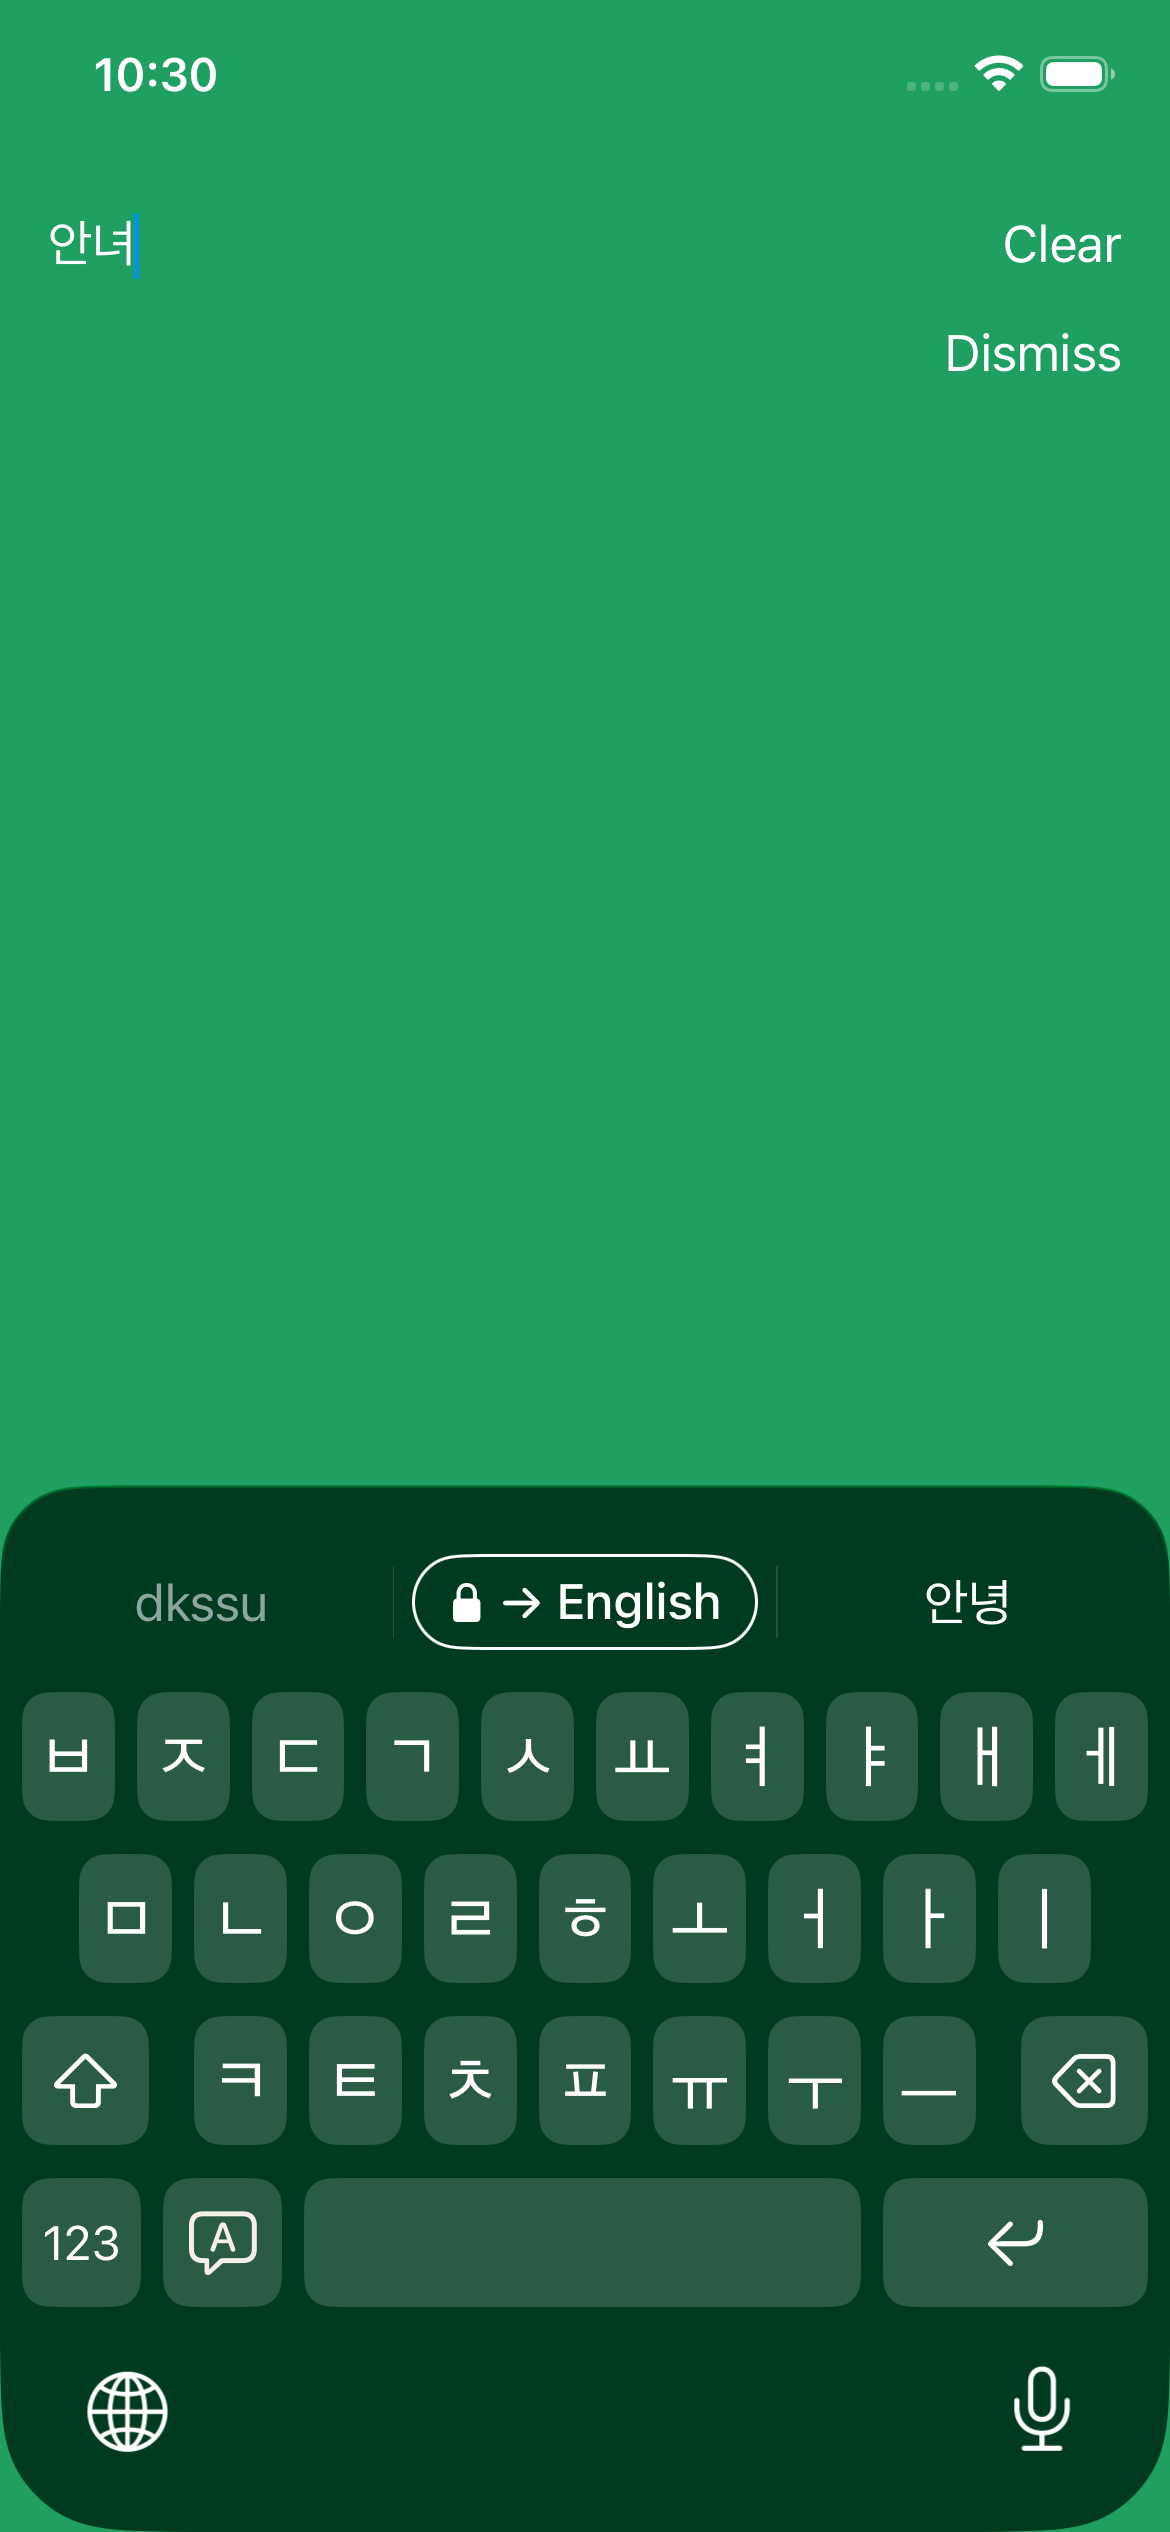 10:30
안녀 Clear
Dismiss
dkssu → English 안녕
ㅂ ㅈ ㄷ ㄱ ㅅ ㅛ ㅕ ㅑ ㅐ ㅔ
ㅁ ㄴ ㅇ ㄹ ㅎ ㅗ ㅓ ㅏ ㅣ
ㅋ ㅌ ㅊ ㅍ ㅠ ㅜ ㅡ
123 A